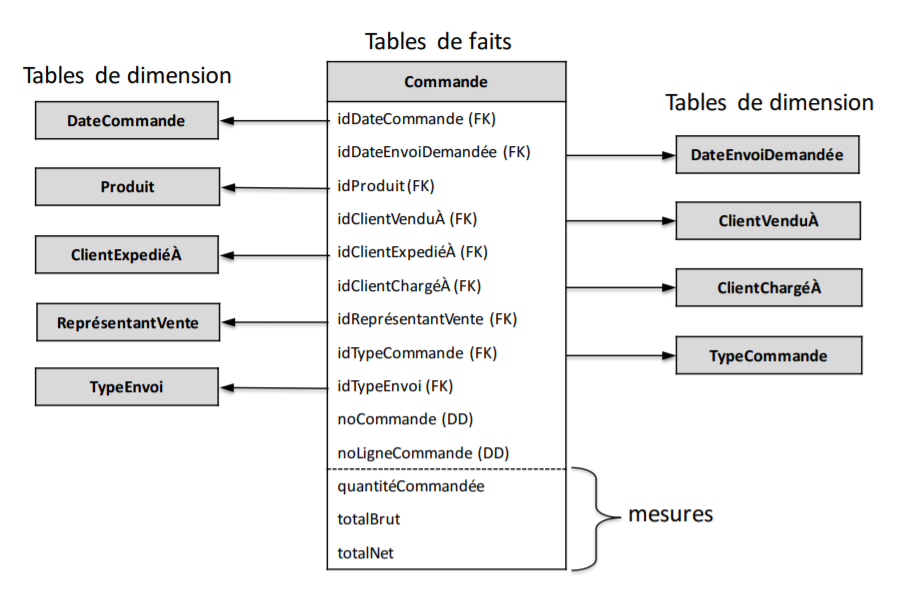 Tables de faits
Tables de dimension
DateCommande
Produit
ClientExpediéÀ
ReprésentantVente
TypeEnvoi
Commande
idDateCommande (FK)
idDateEnvoiDemandée (FK)
idProduit (FK)
idClientVenduÀ (FK)
idClientExpediéÀ (FK)
idClientChargéÀ (FK)
idReprésentantVente (FK)
idTypeCommande (FK)
idTypeEnvoi (FK)
noCommande (DD)
noLigneCommande (DD)
quantitéCommandée
totalBrut
totalNet
Tables de dimension
DateEnvoiDemandée
ClientVenduÀ
ClientChargéÀ
TypeCommande
mesures